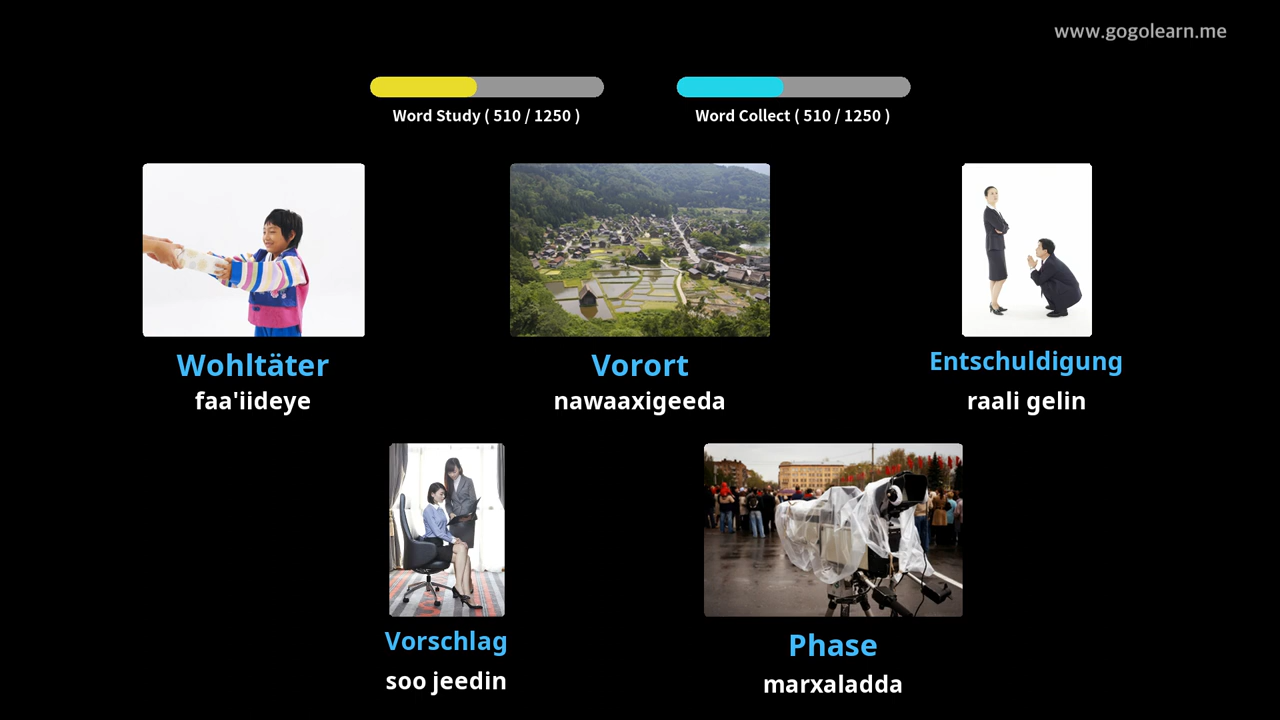 www.gogolearn.me
Word Study ( 510 / 1250 )
Word Collect ( 510 / 1250 )
Wohltäter
faa'iideye
Vorort
nawaaxigeeda
Entschuldigung
raali gelin
Vorschlag
soo jeedin
Phase
marxaladda